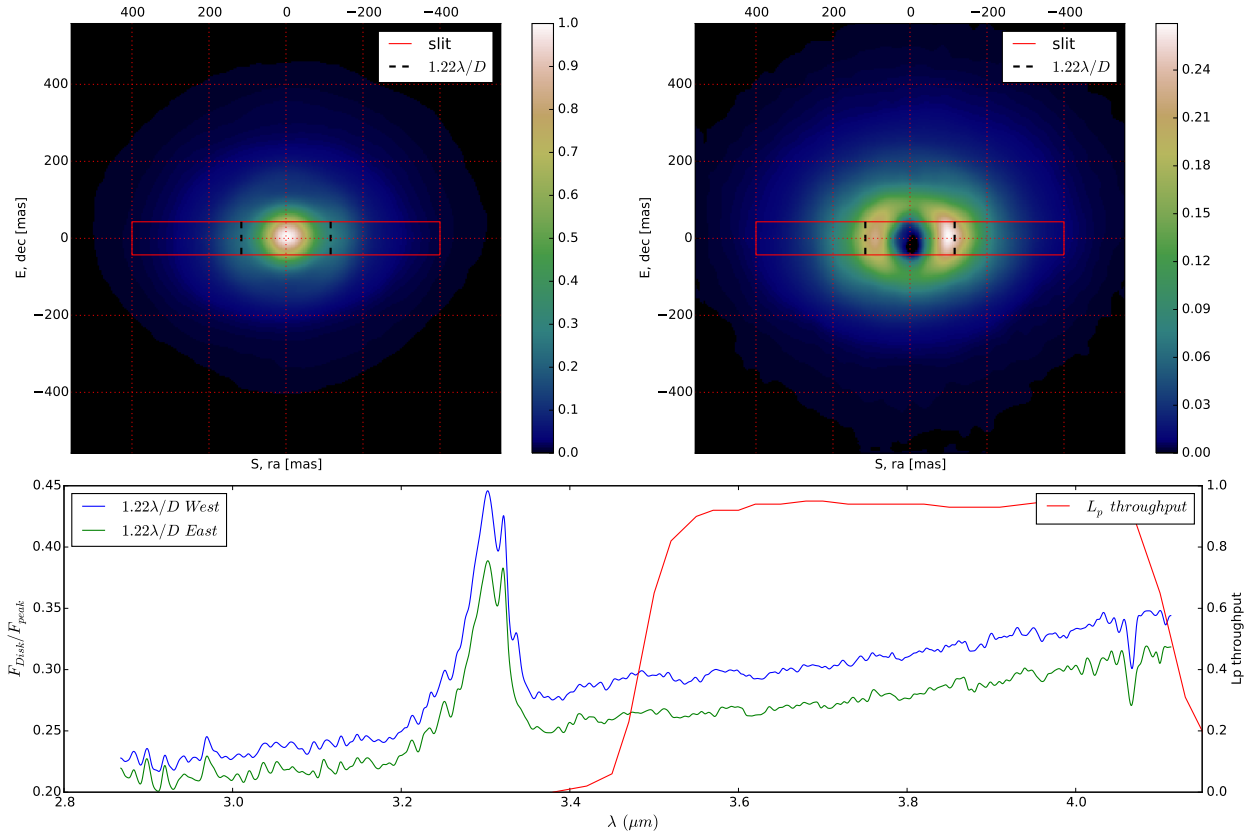 400 200 0 −200 −400
400 200 0 −200 −400
slit
1.22λ/D
slit
1.22λ/D
E, dec [mas]
400
200
0
−200
−400
1.0
0.9
0.8
0.7
0.6
0.5
0.4
0.3
0.2
0.1
0.0
E, dec [mas]
400
200
0
−200
−400
0.24
0.21
0.18
0.15
0.12
0.09
0.06
0.03
0.00
S, ra [mas]
S, ra [mas]
1.22λ/D West
1.22λ/D East
L_p throughput
F_Disk/F_peak
0.45
0.40
0.35
0.30
0.25
0.20
1.0
0.8
0.6
0.4
0.2
0.0
Lp throughput
2.8 3.0 3.2 3.4 3.6 3.8 4.0
λ (μm)